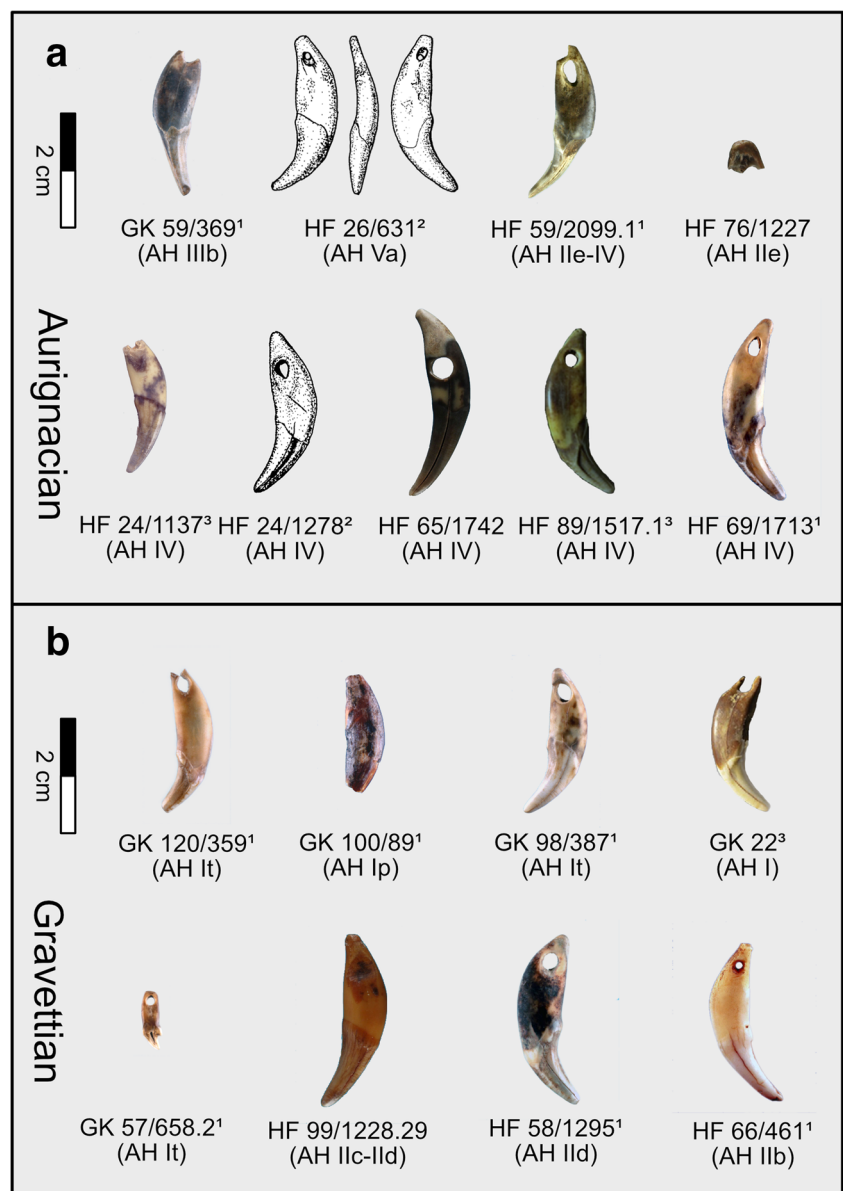 a
2 cm
GK 59/369¹
(AH IIIb)
HF 26/631²
(AH Va)
HF 59/2099.1¹
(AH IIe-IV)
HF 76/1227
(AH IIe)
Aurignacian
HF 24/1137³
(AH IV)
HF 24/1278²
(AH IV)
HF 65/1742
(AH IV)
HF 89/1517.1³
(AH IV)
HF 69/1713¹
(AH IV)
b
2 cm
GK 120/359¹
(AH It)
GK 100/89¹
(AH Ip)
GK 98/387¹
(AH It)
GK 22³
(AH I)
Gravettian
GK 57/658.2¹
(AH It)
HF 99/1228.29
(AH IIc-IId)
HF 58/1295¹
(AH IId)
HF 66/461¹
(AH IIb)